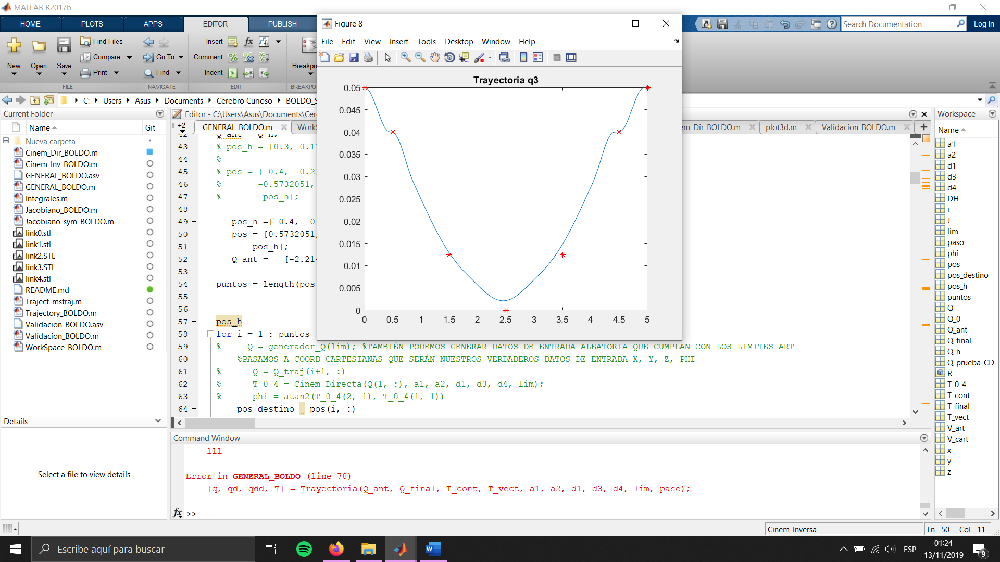 MATLAB R2017b
HOME PLOTS APPS EDITOR PUBLISH
Search Documentation Log In
New Open Save
Find Files
Compare
Print
Go To
Find
Insert
Comment
Indent
Breakpo
FILE NAVIGATE EDIT BREAKPO
C: Users Asus Documents Cerebro Curioso BOLDO_S
Current Folder
Name Git
Nueva carpeta
Cinem_Dir_BOLDO.m
Cinem_Inv_BOLDO.m
GENERAL_BOLDO.asv
GENERAL_BOLDO.m
Integrales.m
Jacobiano_BOLDO.m
Jacobiano_sym_BOLDO.m
link0.stl
link1.stl
link2.STL
link3.STL
link4.stl
README.md
Traject_mstraj.m
Trajectory_BOLDO.m
Validacion_BOLDO.asv
Validacion_BOLDO.m
WorkSpace_BOLDO.m
Details
Select a file to view details
Editor - C:\Users\Asus\Documents\Cer
+2 GENERAL_BOLDO.m WorkS em_Dir_BOLDO.m plot3d.m Validacion_BOLDO.m
42 Q_ant = Q_h;
43 % pos_h = [0.3, 0.17
44 %
45 % pos = [-0.4, -0.2,
46 % -0.5732051,
47 % pos_h];
48
49 pos_h =[-0.4, -0
50 pos = [0.5732051,
51 pos_h];
52 Q_ant = [-2.214
53
54 puntos = length(pos
55
56
57 pos_h
58 for i = 1 : puntos
59 % Q = generador_Q(lim); %TAMBIÉN PODEMOS GENERAR DATOS DE ENTRADA ALEATORIA QUE CUMPLAN CON LOS LIMITES ART
60 %PASAMOS A COORD CARTESIANAS QUE SERÁN NUESTROS VERDADEROS DATOS DE ENTRADA X, Y, Z, PHI
61 % Q = Q_traj(i+1, :)
62 % T_0_4 = Cinem_Directa(Q(1, :), a1, a2, d1, d3, d4, lim);
63 % phi = atan2(T_0_4(2, 1), T_0_4(1, 1))
64 pos_destino = pos(i, :)
Figure 8
File Edit View Insert Tools Desktop Window Help
Trayectoria q3
0.05
0.045
0.04
0.035
0.03
0.025
0.02
0.015
0.01
0.005
0
0 0.5 1 1.5 2 2.5 3 3.5 4 4.5 5
Command Window
lll
Error in GENERAL_BOLDO (line 78)
[q, qd, qdd, T] = Trayectoria(Q_ant, Q_final, T_cont, T_vect, a1, a2, d1, d3, d4, lim, paso);
fx >>
Workspace
Name
a1
a2
d1
d3
d4
DH
i
J
lim
paso
phi
pos
pos_destino
pos_h
puntos
Q
Q_0
Q_ant
Q_final
Q_h
Q_prueba_CD
R
T_0_4
T_cont
T_final
T_vect
V_art
V_cart
x
y
z
Cinem_Inversa Ln 50 Col 11
Escribe aquí para buscar
ESP
01:24
13/11/2019
9